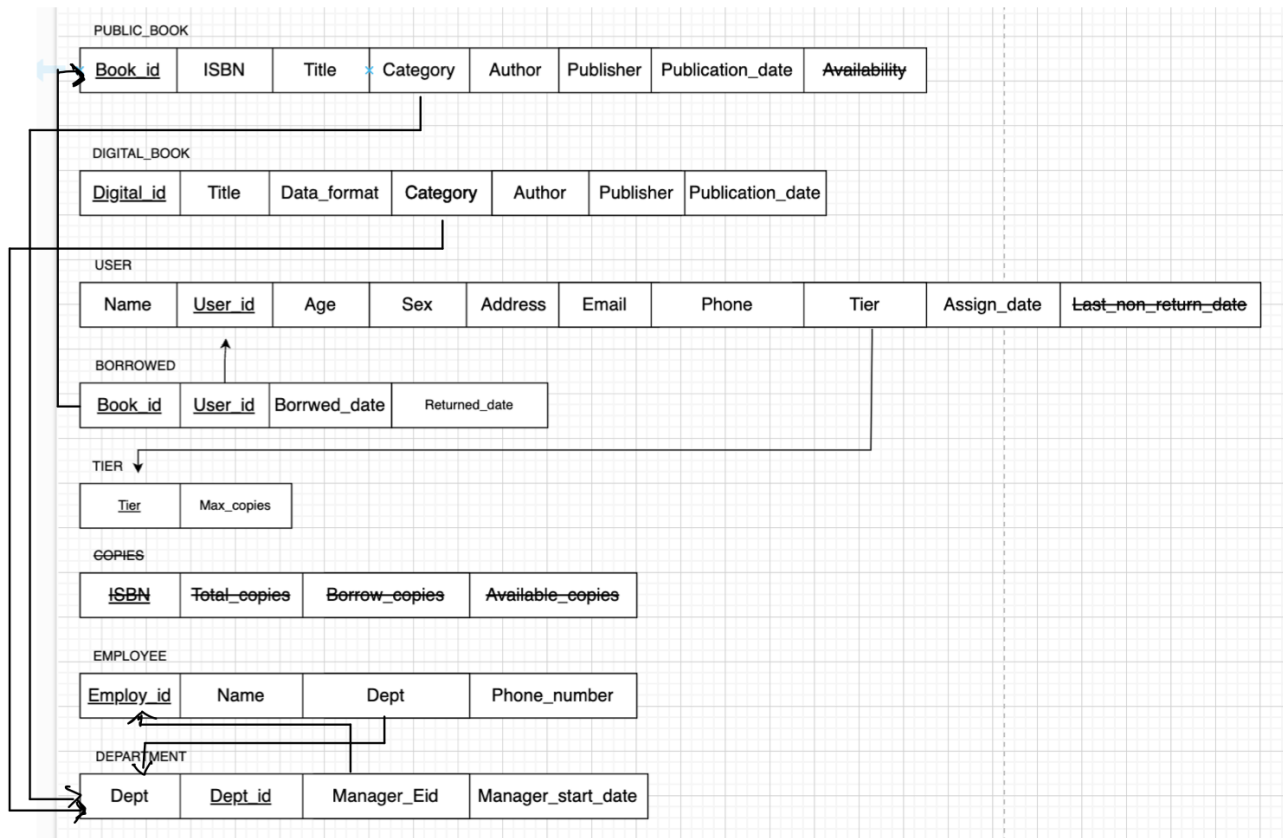 PUBLIC_BOOK
Book_id ISBN Title Category Author Publisher Publication_date Availability
DIGITAL_BOOK
Digital_id Title Data_format Category Author Publisher Publication_date
USER
Name User_id Age Sex Address Email Phone Tier Assign_date Last_non_return_date
BORROWED
Book_id User_id Borrwed_date Returned_date
TIER
Tier Max_copies
COPIES
ISBN Total_copies Borrow_copies Available_copies
EMPLOYEE
Employ_id Name Dept Phone_number
DEPARTMENT
Dept Dept_id Manager_Eid Manager_start_date